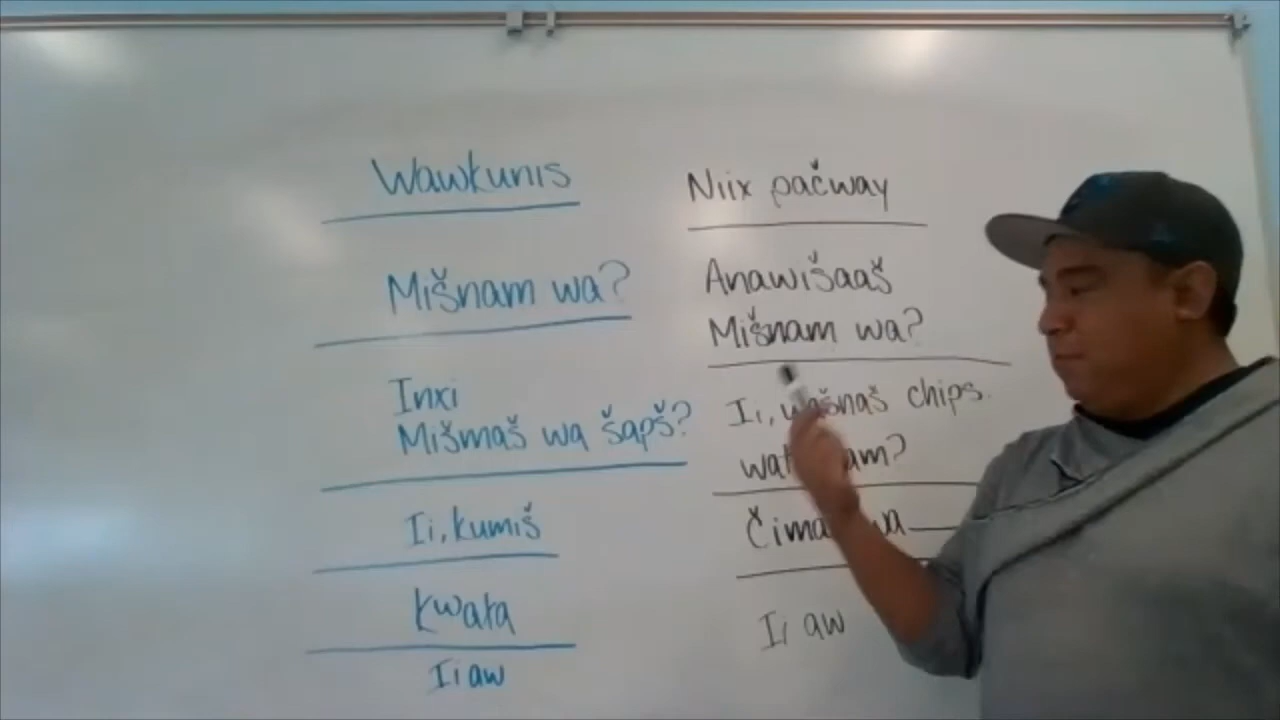 Wawkunis
Mišnam wa?
Inxi
Mišmaš wa šapš?
Ii, kumiš
Kʷała
Ii aw
Niix pačway
Anawišaaš
Mišnam wa?
Ii, wašnaš chips.
Ii aw